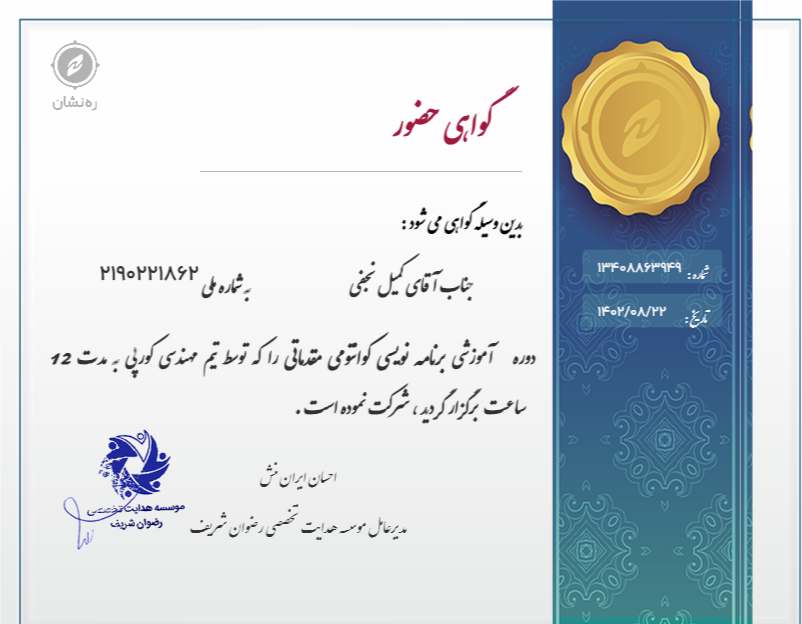 ره‌نشان
گواهی حضور
بدین وسیله گواهی می شود :
جناب آقای کمیل نجفی به شماره ملی ۲۱۹۰۲۲۱۸۶۲
دوره آموزشی برنامه نویسی کوانتومی مقدماتی را که توسط تیم مهندسی کورپی به مدت 12
ساعت برگزار گردید ، شرکت نموده است .
احسان ایران منش
مدیرعامل موسسه هدایت تخصصی رضوان شریف
موسسه هدایت تخصصی
رضوان شریف
شماره: ۱۳۴۰۸۸۶۳۹۴۹
تاریخ: ۱۴۰۲/۰۸/۲۲